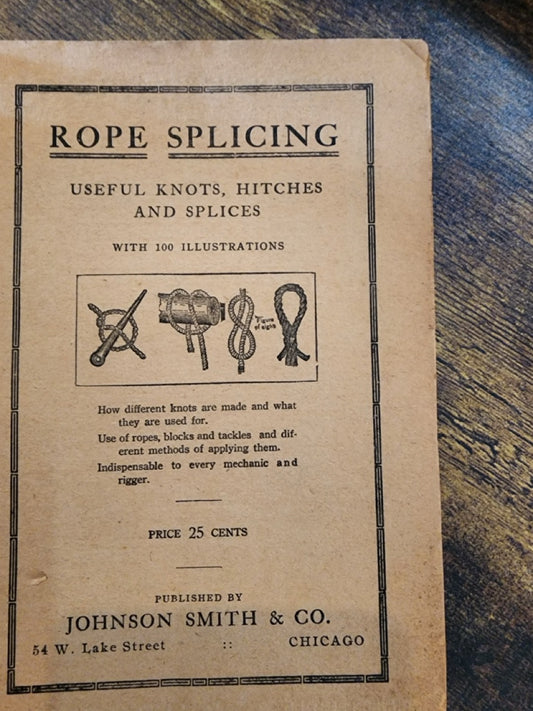 ROPE SPLICING
USEFUL KNOTS, HITCHES
AND SPLICES
WITH 100 ILLUSTRATIONS
Figure
of eight
How different knots are made and what
they are used for.
Use of ropes, blocks and tackles and dif-
erent methods of applying them.
Indispensable to every mechanic and
rigger.
PRICE 25 CENTS
PUBLISHED BY
JOHNSON SMITH & CO.
54 W. Lake Street :: CHICAGO